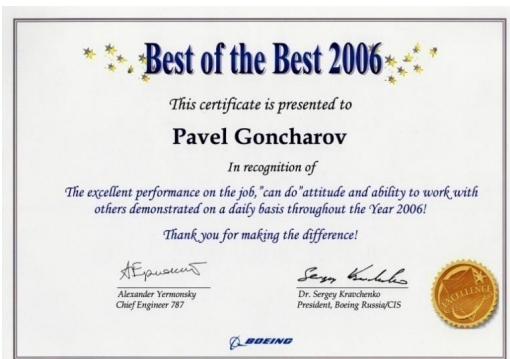 Best of the Best 2006
This certificate is presented to
Pavel Goncharov
In recognition of
The excellent performance on the job,"can do"attitude and ability to work with
others demonstrated on a daily basis throughout the Year 2006!
Thank you for making the difference!
Alexander Yermonsky
Chief Engineer 787
Dr. Sergey Kravchenko
President, Boeing Russia/CIS
EXCELLENCE
BOEING